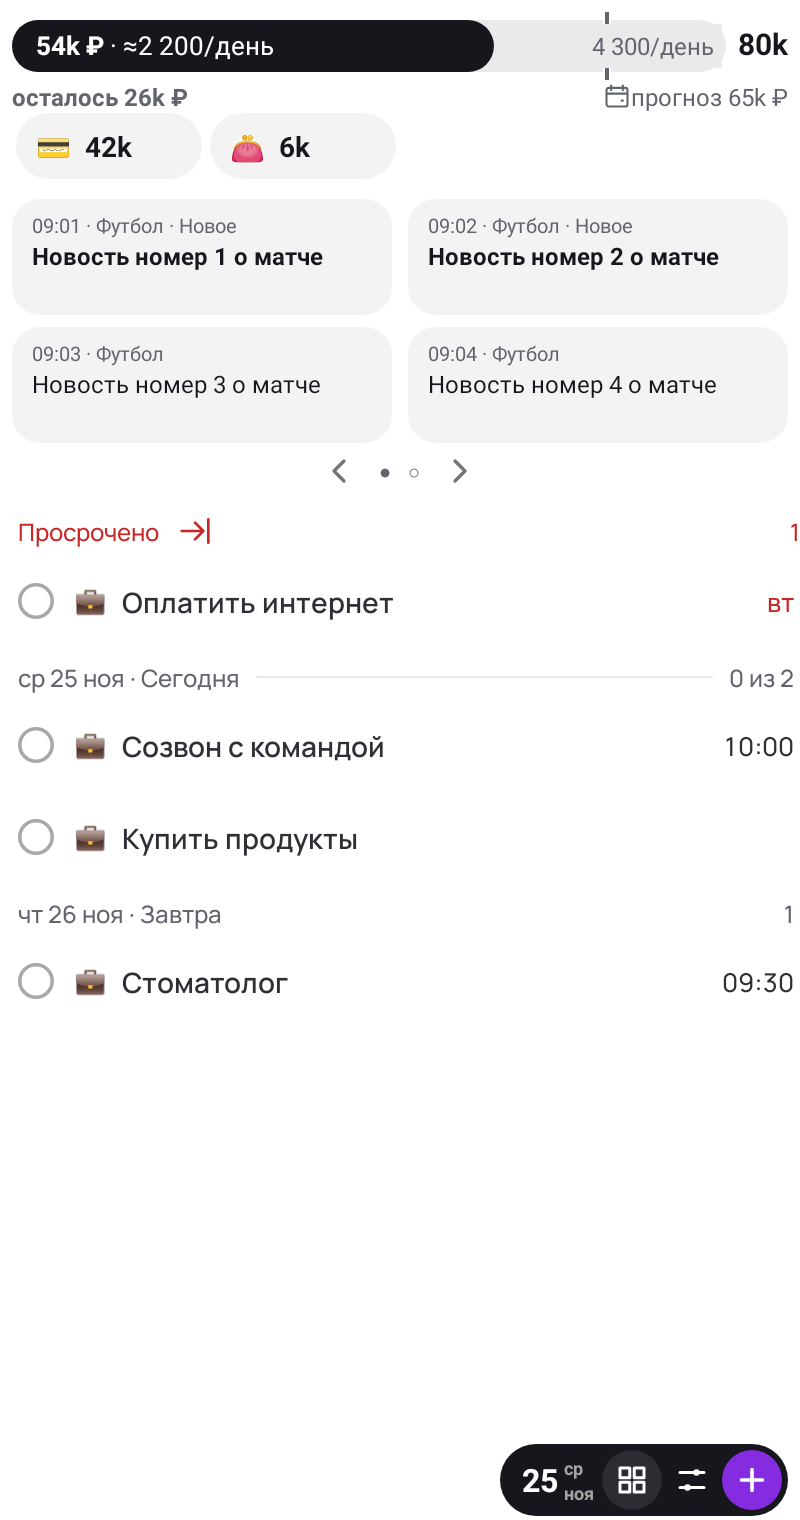 54k ₽ · ≈2 200/день 4 300/день 80k
осталось 26k ₽ прогноз 65k ₽
42k 6k
09:01 · Футбол · Новое
Новость номер 1 о матче
09:02 · Футбол · Новое
Новость номер 2 о матче
09:03 · Футбол
Новость номер 3 о матче
09:04 · Футбол
Новость номер 4 о матче
Просрочено 1
Оплатить интернет вт
ср 25 ноя · Сегодня 0 из 2
Созвон с командой 10:00
Купить продукты
чт 26 ноя · Завтра 1
Стоматолог 09:30
25 ср
ноя